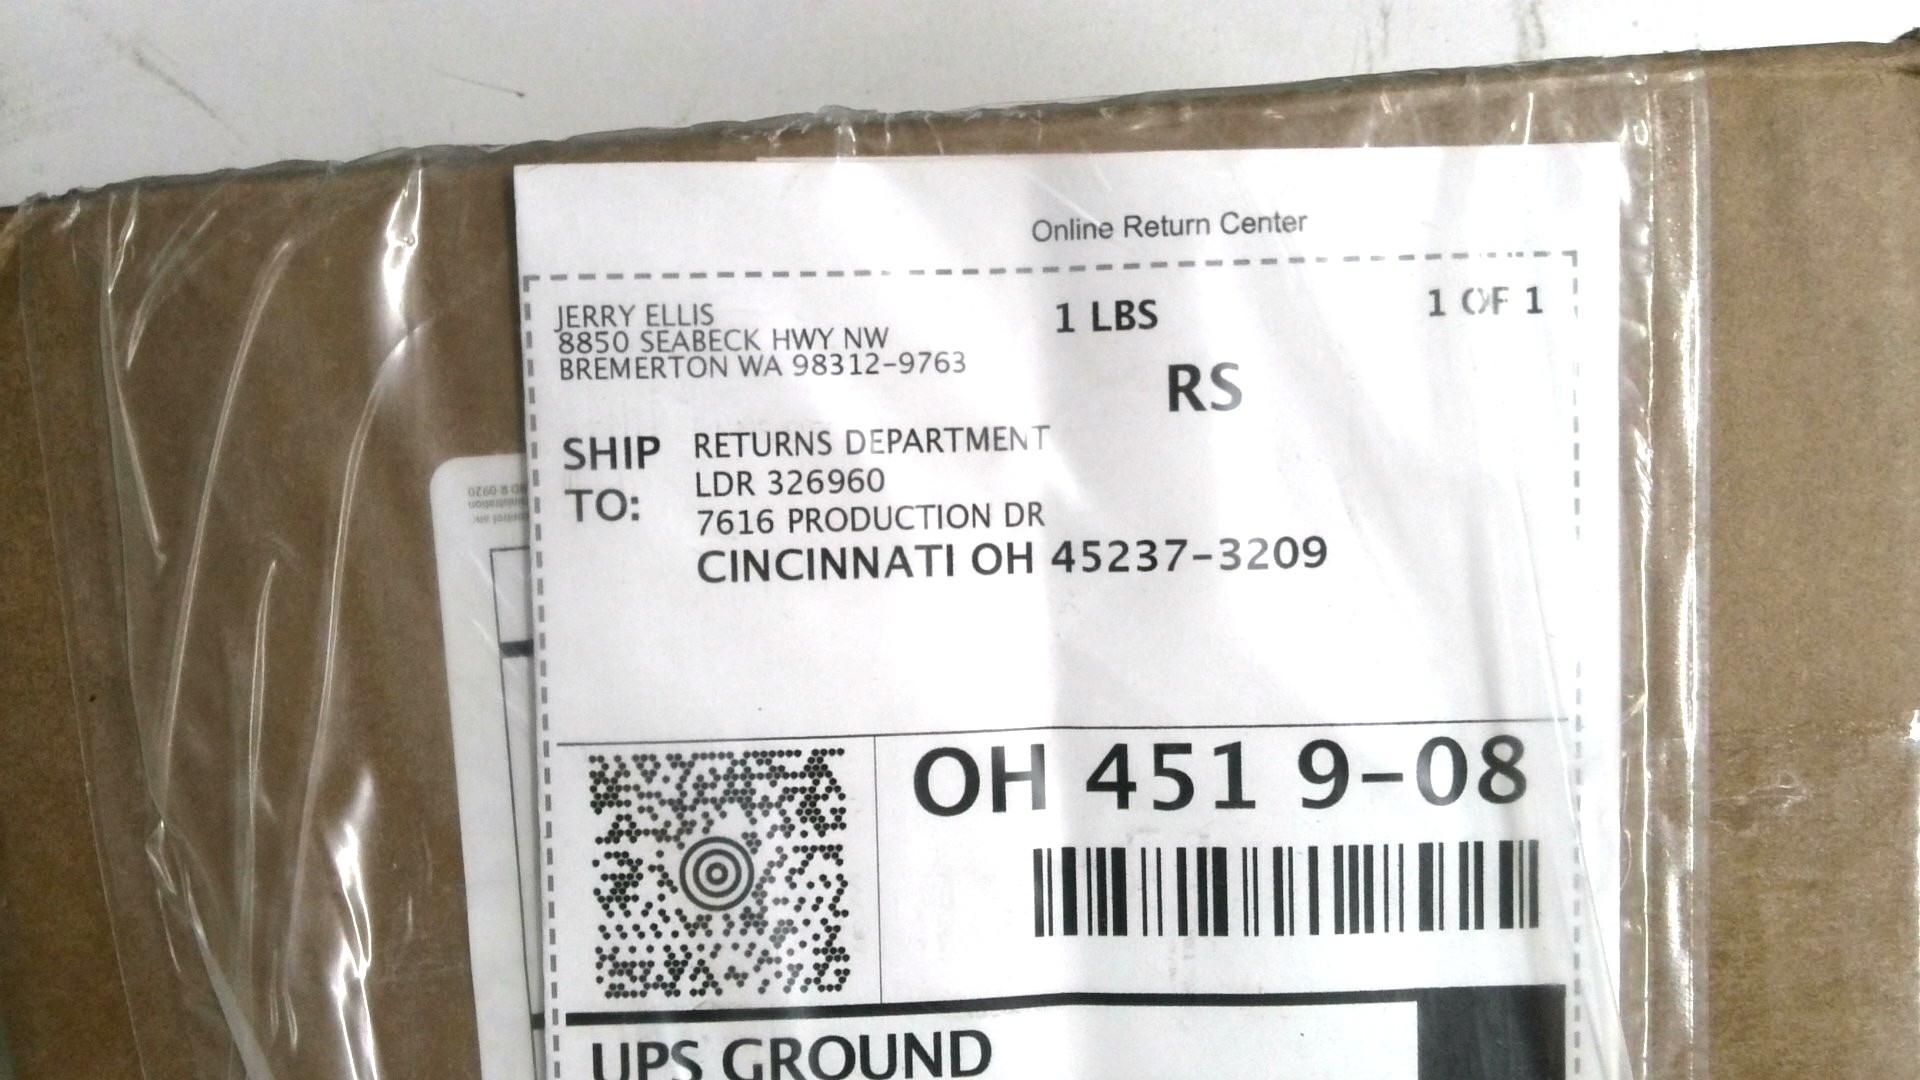 Online Return Center
JERRY ELLIS
8850 SEABECK HWY NW
BREMERTON WA 98312-9763
1 LBS
1 OF 1
RS
SHIP TO:
RETURNS DEPARTMENT
LDR 326960
7616 PRODUCTION DR
CINCINNATI OH 45237-3209
OH 451 9-08
UPS GROUND